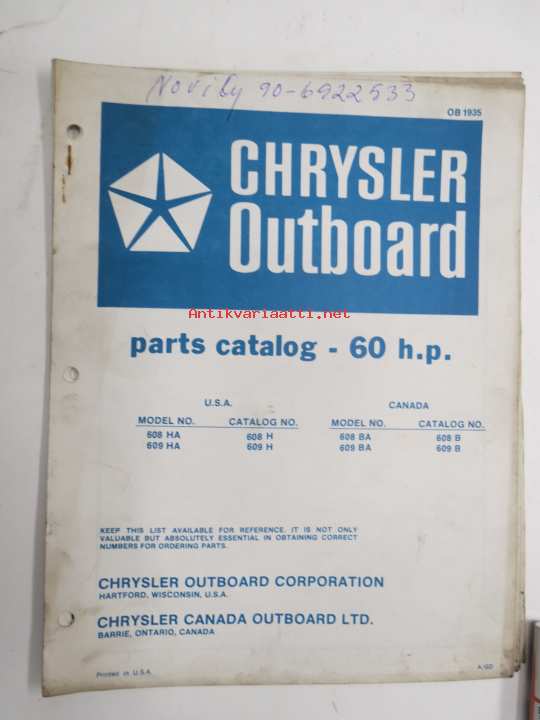 Noviby 90-6922533
OB 1935
CHRYSLER
Outboard
Antikvariaatti.net
parts catalog - 60 h.p.
U.S.A.
MODEL NO. CATALOG NO.
608 HA 608 H
609 HA 609 H
CANADA
MODEL NO. CATALOG NO.
608 BA 608 B
609 BA 609 B
KEEP THIS LIST AVAILABLE FOR REFERENCE. IT IS NOT ONLY
VALUABLE BUT ABSOLUTELY ESSENTIAL IN OBTAINING CORRECT
NUMBERS FOR ORDERING PARTS.
CHRYSLER OUTBOARD CORPORATION
HARTFORD, WISCONSIN, U.S.A.
CHRYSLER CANADA OUTBOARD LTD.
BARRIE, ONTARIO, CANADA
Printed in U.S.A.